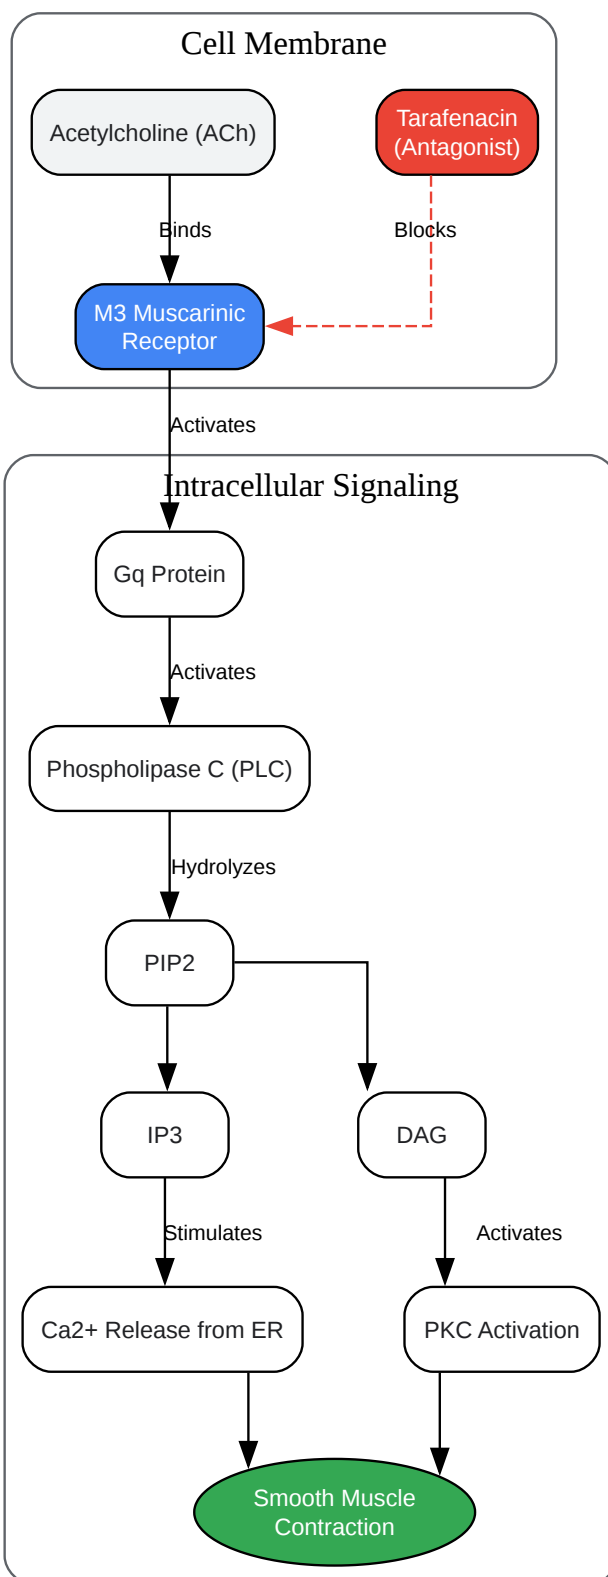 Cell Membrane
Acetylcholine (ACh)
Tarafenacin
(Antagonist)
Binds
Blocks
M3 Muscarinic
Receptor
Activates
Intracellular Signaling
Gq Protein
Activates
Phospholipase C (PLC)
Hydrolyzes
PIP2
IP3
DAG
Stimulates
Activates
Ca2+ Release from ER
PKC Activation
Smooth Muscle
Contraction